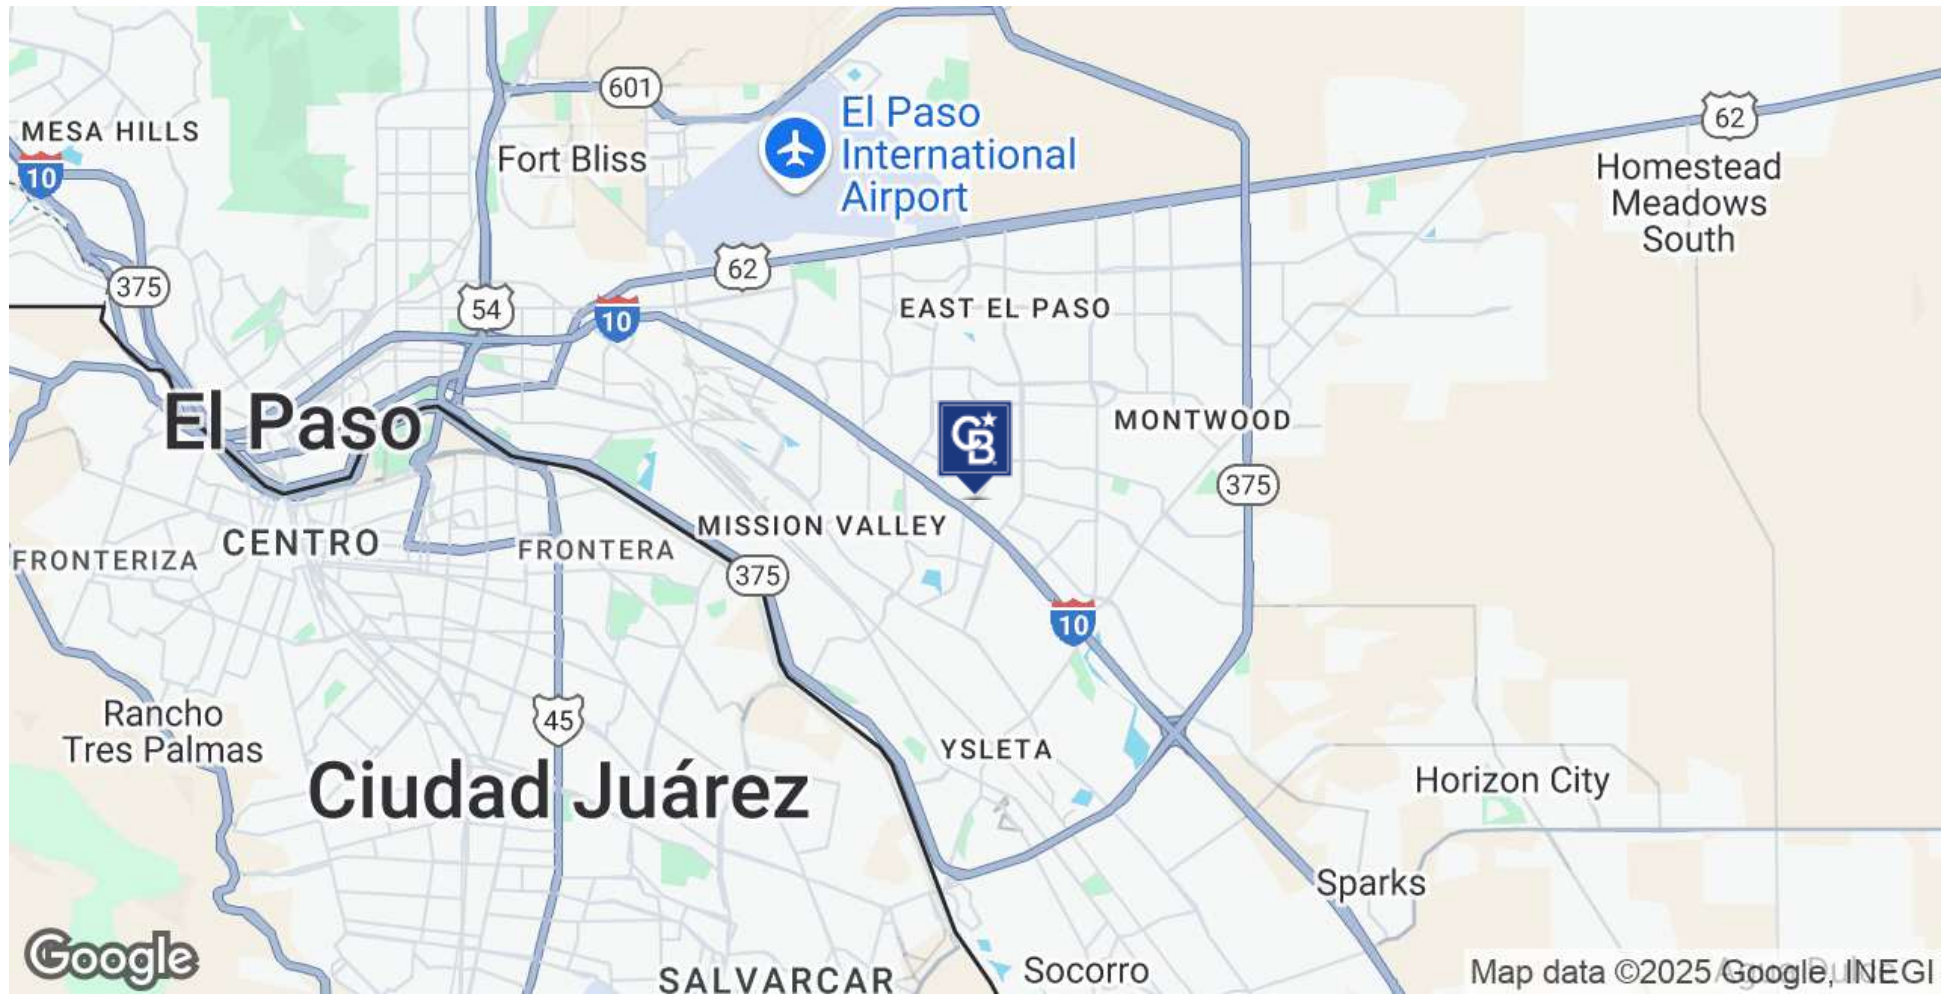 601
El Paso
International
Airport
62
MESA HILLS
Fort Bliss
Homestead
Meadows
South
10
375
62
54
10
EAST EL PASO
El Paso
CB
MONTWOOD
375
MISSION VALLEY
CENTRO
FRONTERA
FRONTERIZA
375
10
Rancho
Tres Palmas
45
YSLETA
Ciudad Juárez
Horizon City
Sparks
Google
SALVARCAR
Socorro
Map data ©2025 Google, INEGI